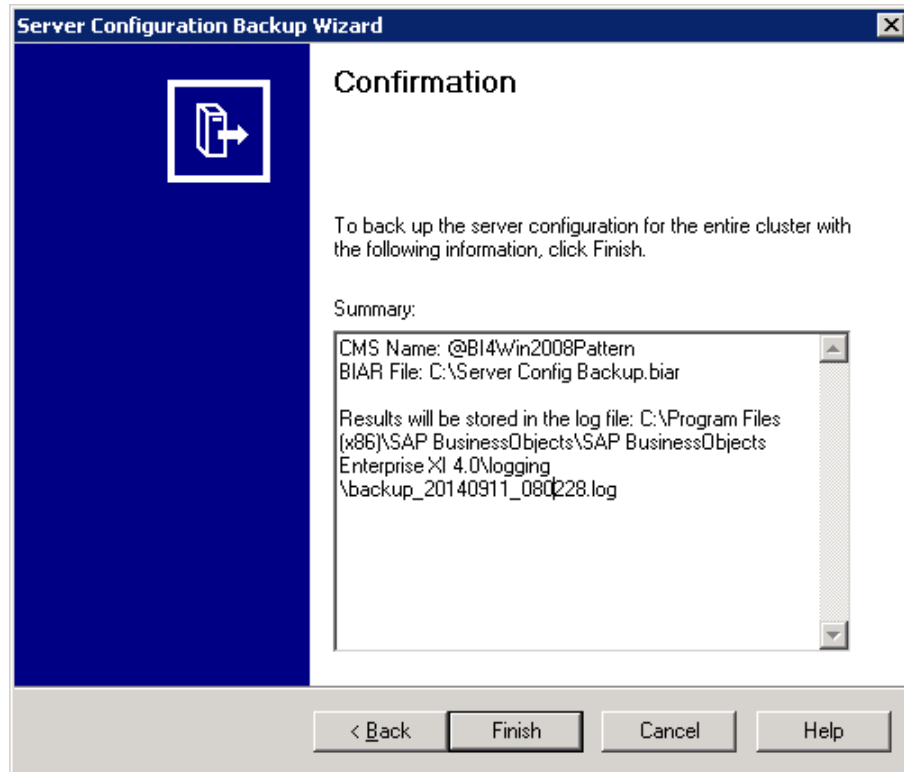 Server Configuration Backup Wizard
Confirmation
To back up the server configuration for the entire cluster with
the following information, click Finish.
Summary:
CMS Name: @BI4Win2008Pattern
BIAR File: C:\Server Config Backup.biar
Results will be stored in the log file: C:\Program Files
(x86)\SAP BusinessObjects\SAP BusinessObjects
Enterprise XI 4.0\logging
\backup_20140911_080228.log
< Back
Finish
Cancel
Help